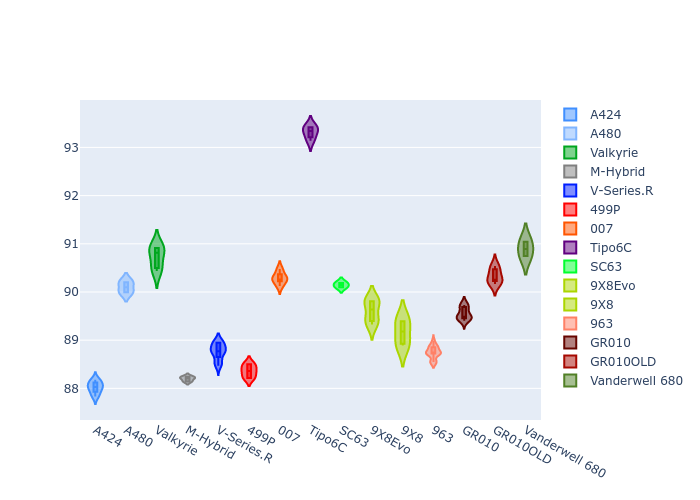 93
92
91
90
89
88
A424
A480
Valkyrie
M-Hybrid
V-Series.R
499P
007
Tipo6C
SC63
9X8Evo
9X8
963
GR010
GR010OLD
Vanderwell 680
A424
A480
Valkyrie
M-Hybrid
V-Series.R
499P
007
Tipo6C
SC63
9X8Evo
9X8
963
GR010
GR010OLD
Vanderwell 680